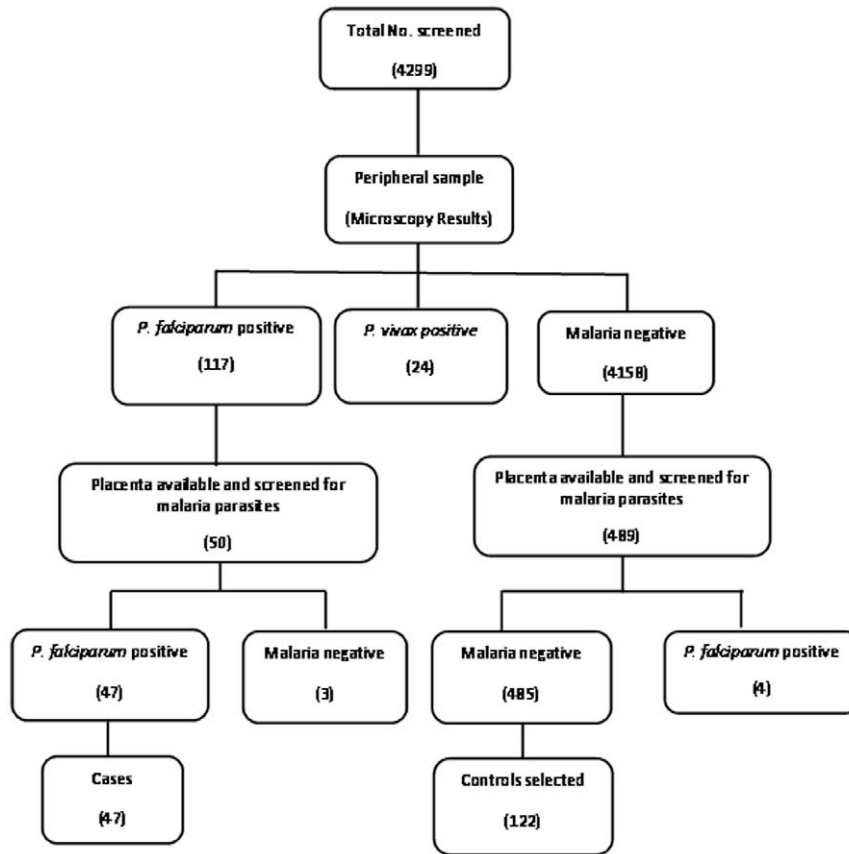 Total No. screened
(4299)
Peripheral sample
(Microscopy Results)
P. falciparum positive
(117)
P. vivax positive
(24)
Malaria negative
(4158)
Placenta available and screened for
malaria parasites
(50)
Placenta available and screened for
malaria parasites
(489)
P. falciparum positive
(47)
Malaria negative
(3)
Malaria negative
(485)
P. falciparum positive
(4)
Cases
(47)
Controls selected
(122)